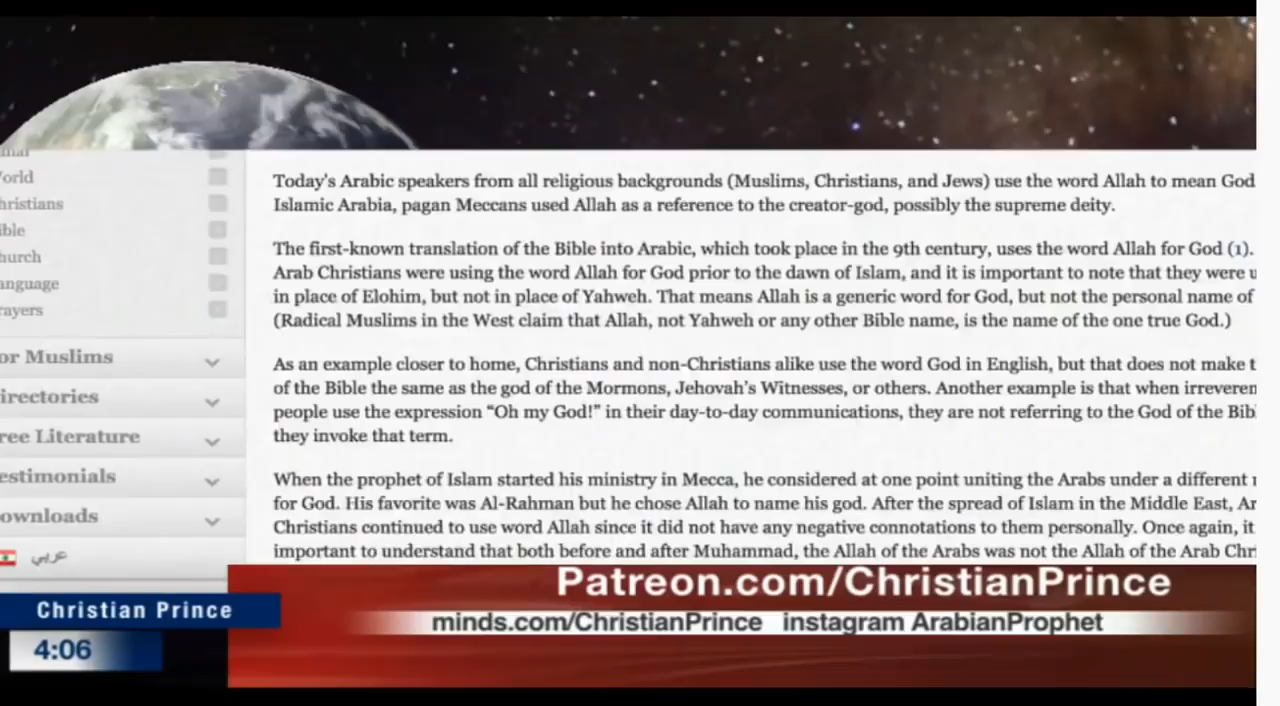 Today's Arabic speakers from all religious backgrounds (Muslims, Christians, and Jews) use the word Allah to mean God
Islamic Arabia, pagan Meccans used Allah as a reference to the creator-god, possibly the supreme deity.
The first-known translation of the Bible into Arabic, which took place in the 9th century, uses the word Allah for God (1).
Arab Christians were using the word Allah for God prior to the dawn of Islam, and it is important to note that they were
in place of Elohim, but not in place of Yahweh. That means Allah is a generic word for God, but not the personal name of
(Radical Muslims in the West claim that Allah, not Yahweh or any other Bible name, is the name of the one true God.)
As an example closer to home, Christians and non-Christians alike use the word God in English, but that does not make
of the Bible the same as the god of the Mormons, Jehovah's Witnesses, or others. Another example is that when
people use the expression “Oh my God!” in their day-to-day communications, they are not referring to the God of the
they invoke that term.
When the prophet of Islam started his ministry in Mecca, he considered at one point uniting the Arabs under a different
for God. His favorite was Al-Rahman but he chose Allah to name his god. After the spread of Islam in the Middle East,
Christians continued to use word Allah since it did not have any negative connotations to them personally. Once again, it
important to understand that both before and after Muhammad, the Allah of the Arabs was not the Allah of the Arab
orld
hristians
ible
hurch
anguage
rayers
or Muslims
irectories
ree Literature
estimonials
ownloads
عربي
Patreon.com/ChristianPrince
Christian Prince
minds.com/ChristianPrince instagram ArabianProphet
4:06